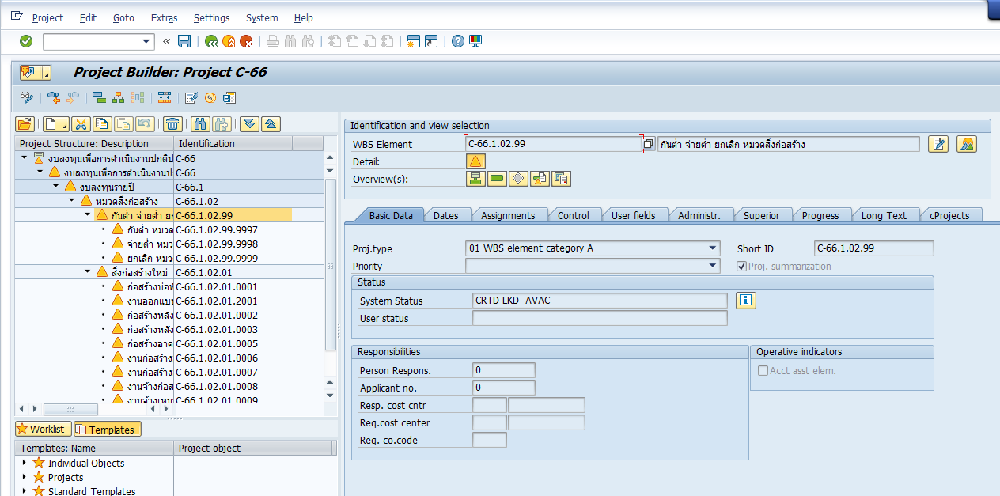 Project Edit Goto Extras Settings System Help
Project Builder: Project C-66
Project Structure: Description Identification
งบลงทุนเพื่อการดำเนินงานปกติป C-66
งบลงทุนเพื่อการดำเนินงานป C-66
งบลงทุนรายปี C-66.1
หมวดสิ่งก่อสร้าง C-66.1.02
กันต่ำ จ่ายต่ำ ยก C-66.1.02.99
กันต่ำ หมวด C-66.1.02.99.9997
จ่ายต่ำ หมว C-66.1.02.99.9998
ยกเลิก หมว C-66.1.02.99.9999
สิ่งก่อสร้างใหม่ C-66.1.02.01
ก่อสร้างบ่อพ C-66.1.02.01.0001
งานออกแบบ C-66.1.02.01.2001
ก่อสร้างหลัง C-66.1.02.01.0002
ก่อสร้างหลัง C-66.1.02.01.0003
ก่อสร้างอาค C-66.1.02.01.0005
งานก่อสร้าง C-66.1.02.01.0006
งานก่อสร้าง C-66.1.02.01.0007
งานจ้างก่อส C-66.1.02.01.0008
งานจ้างเหม C-66.1.02.01.0009
Worklist Templates
Templates: Name Project object
Individual Objects
Projects
Standard Templates
Identification and view selection
WBS Element C-66.1.02.99 กันต่ำ จ่ายต่ำ ยกเลิก หมวดสิ่งก่อสร้าง
Detail:
Overview(s):
Basic Data Dates Assignments Control User fields Administr. Superior Progress Long Text cProjects
Proj.type 01 WBS element category A Short ID C-66.1.02.99
Priority Proj. summarization
Status
System Status CRTD LKD AVAC
User status
Responsibilities Operative indicators
Person Respons. 0 Acct asst elem.
Applicant no. 0
Resp. cost cntr
Req.cost center
Req. co.code